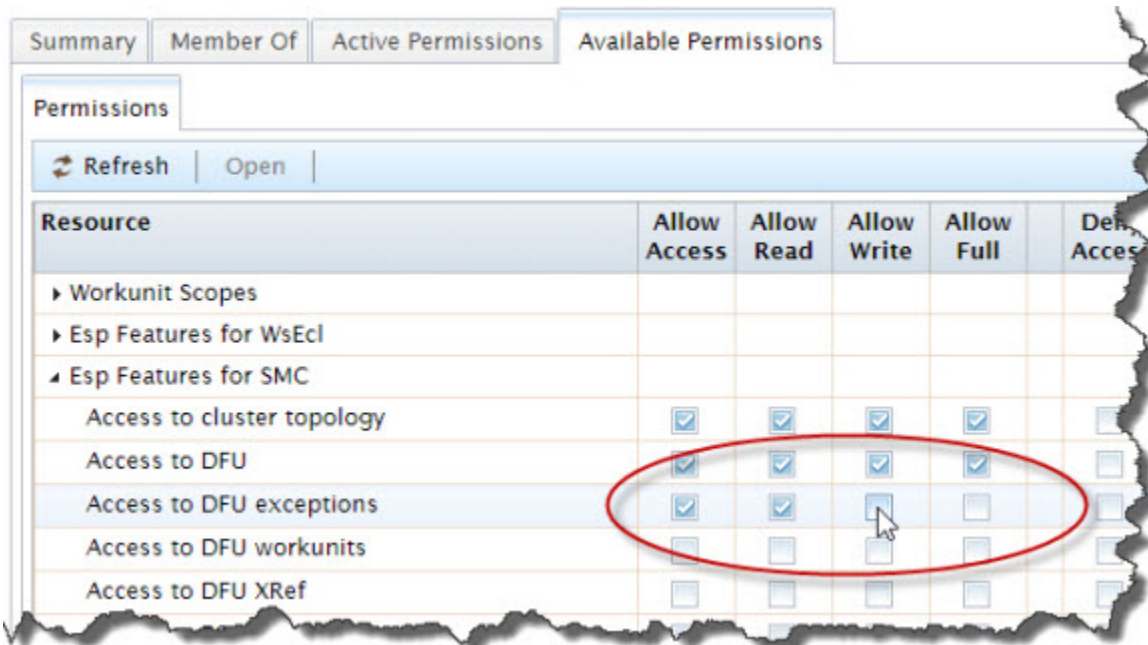 Summary Member Of Active Permissions Available Permissions
Permissions
Refresh Open
Resource Allow Access Allow Read Allow Write Allow Full
Workunit Scopes
Esp Features for WsEcl
Esp Features for SMC
Access to cluster topology
Access to DFU
Access to DFU exceptions
Access to DFU workunits
Access to DFU XRef